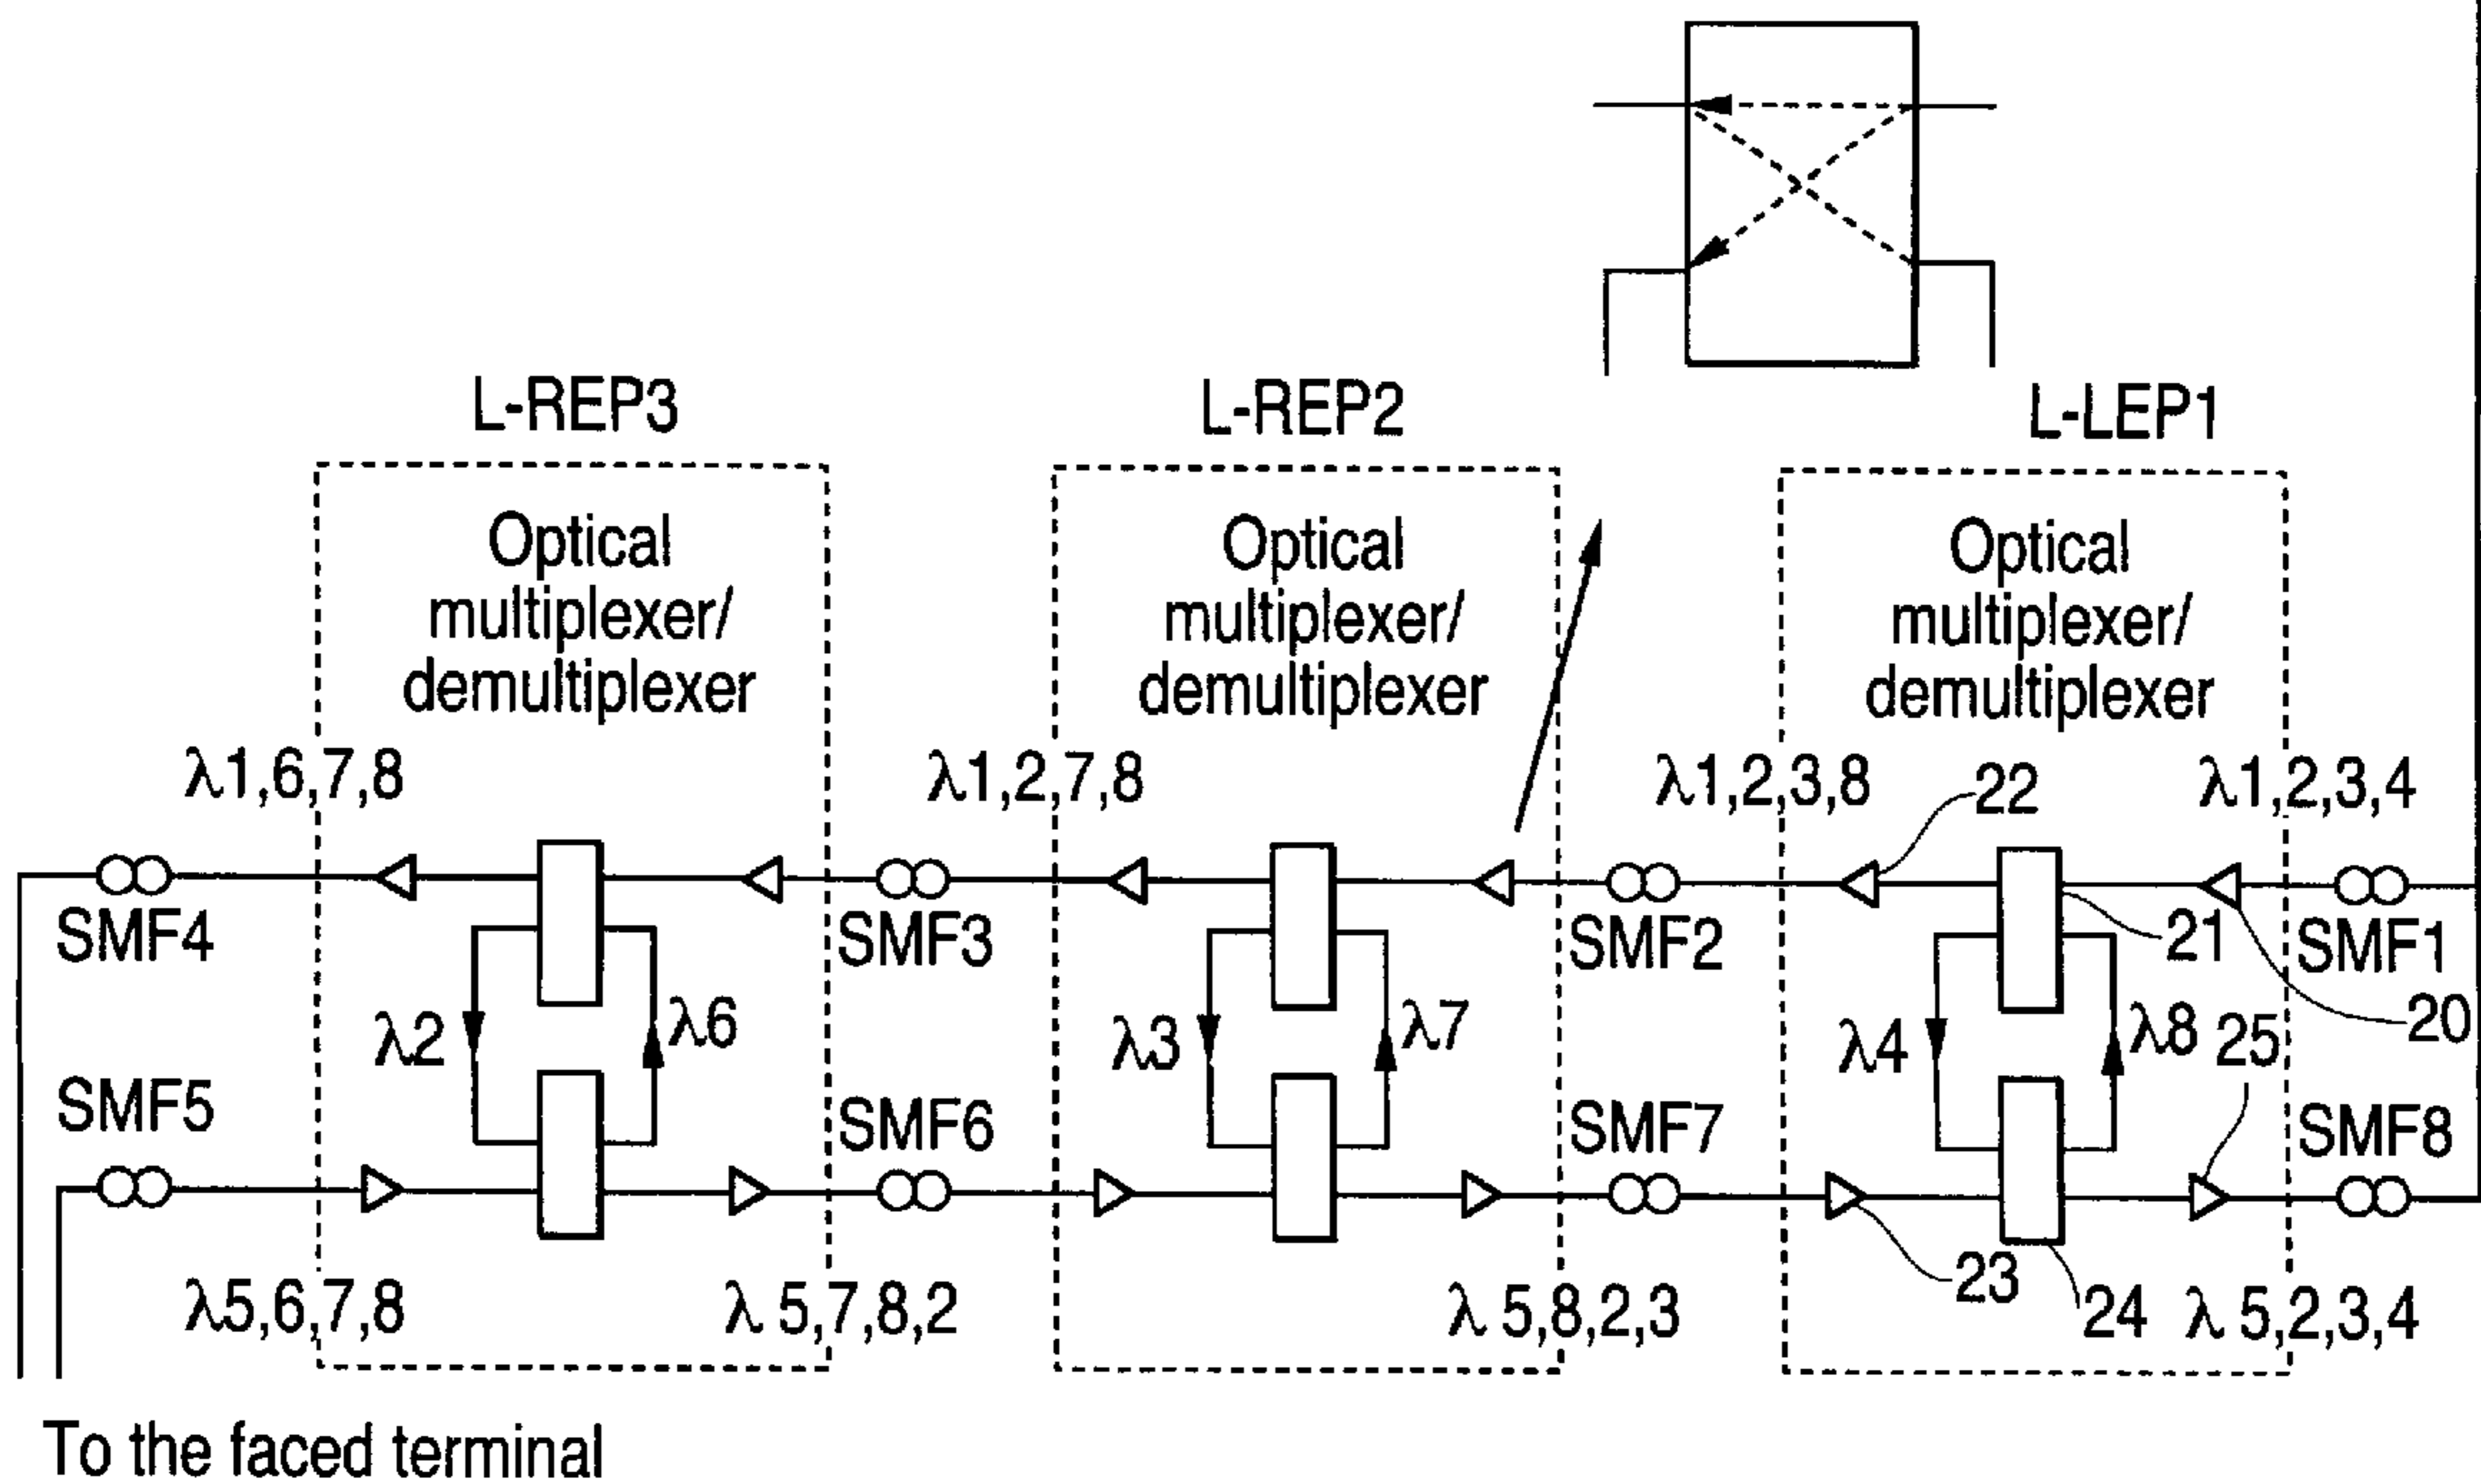 L-REP3
L-REP2
L-LEP1
Optical
multiplexer/
demultiplexer
Optical
multiplexer/
demultiplexer
Optical
multiplexer/
demultiplexer
λ1,6,7,8
λ1,2,7,8
λ1,2,3,8
22
λ1,2,3,4
SMF4
SMF3
SMF2
21
SMF1
λ2
λ6
λ3
λ7
λ4
λ8
25
20
SMF5
SMF6
SMF7
SMF8
23
λ5,6,7,8
λ 5,7,8,2
λ 5,8,2,3
24
λ 5,2,3,4
To the faced terminal